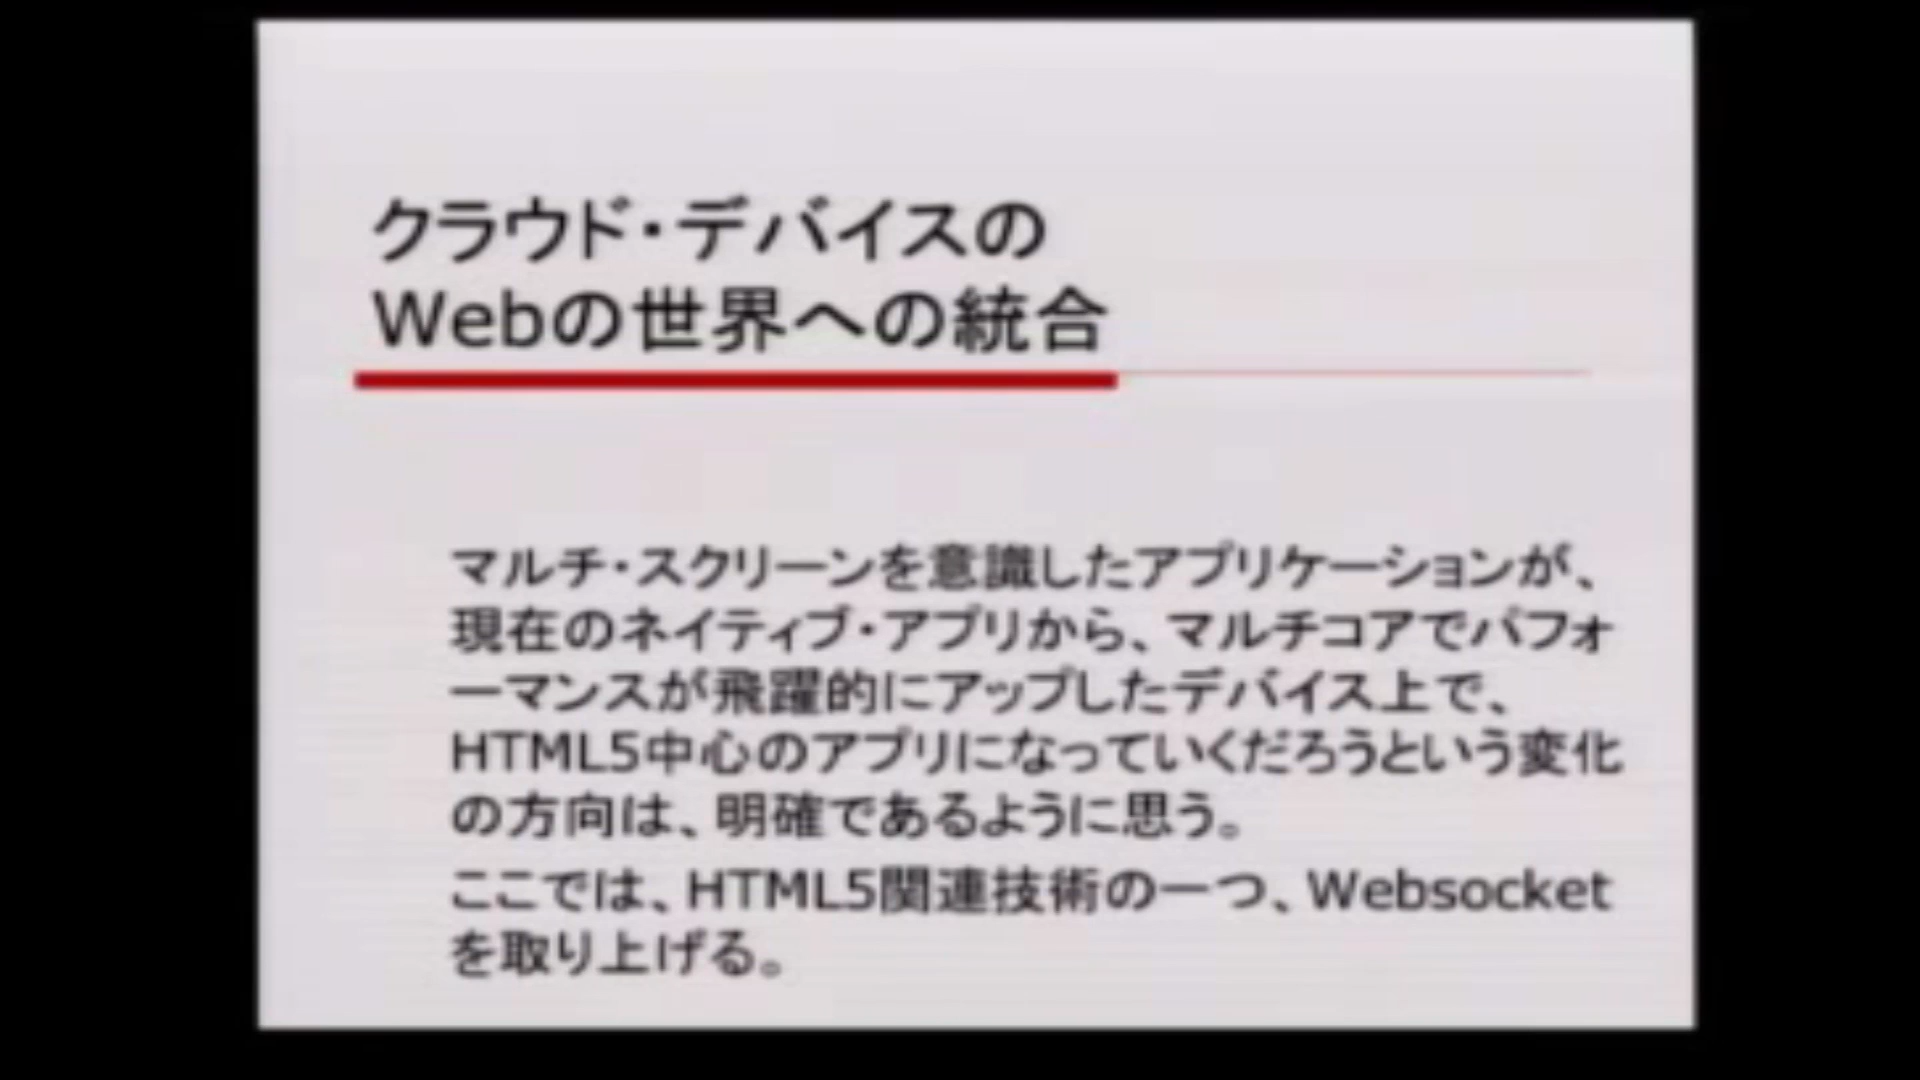 クラウド・デバイスの
Webの世界への統合
マルチ・スクリーンを意識したアプリケーションが、
現在のネイティブ・アプリから、マルチコアでパフォ
ーマンスが飛躍的にアップしたデバイス上で、
HTML5中心のアプリになっていくだろうという変化
の方向は、明確であるように思う。
ここでは、HTML5関連技術の一つ、Websocket
を取り上げる。